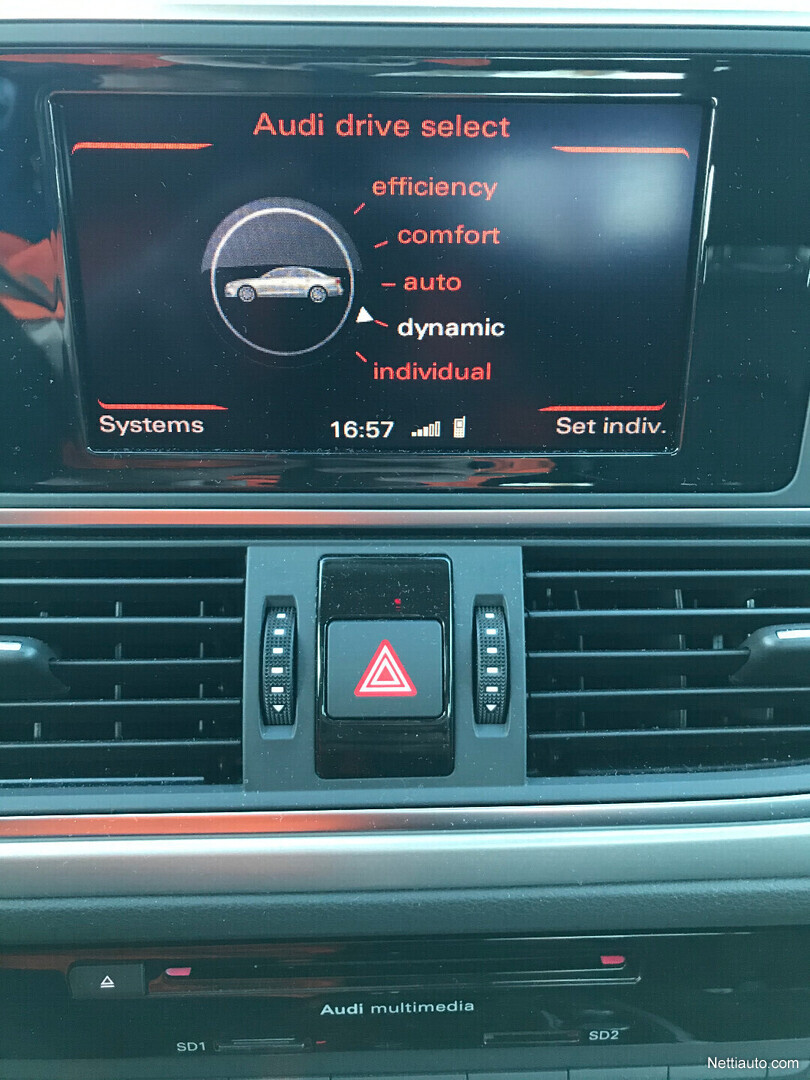 Audi drive select
efficiency
comfort
auto
dynamic
individual
Systems
16:57
Set indiv.
Audi multimedia
SD1
SD2
Nettiauto.com